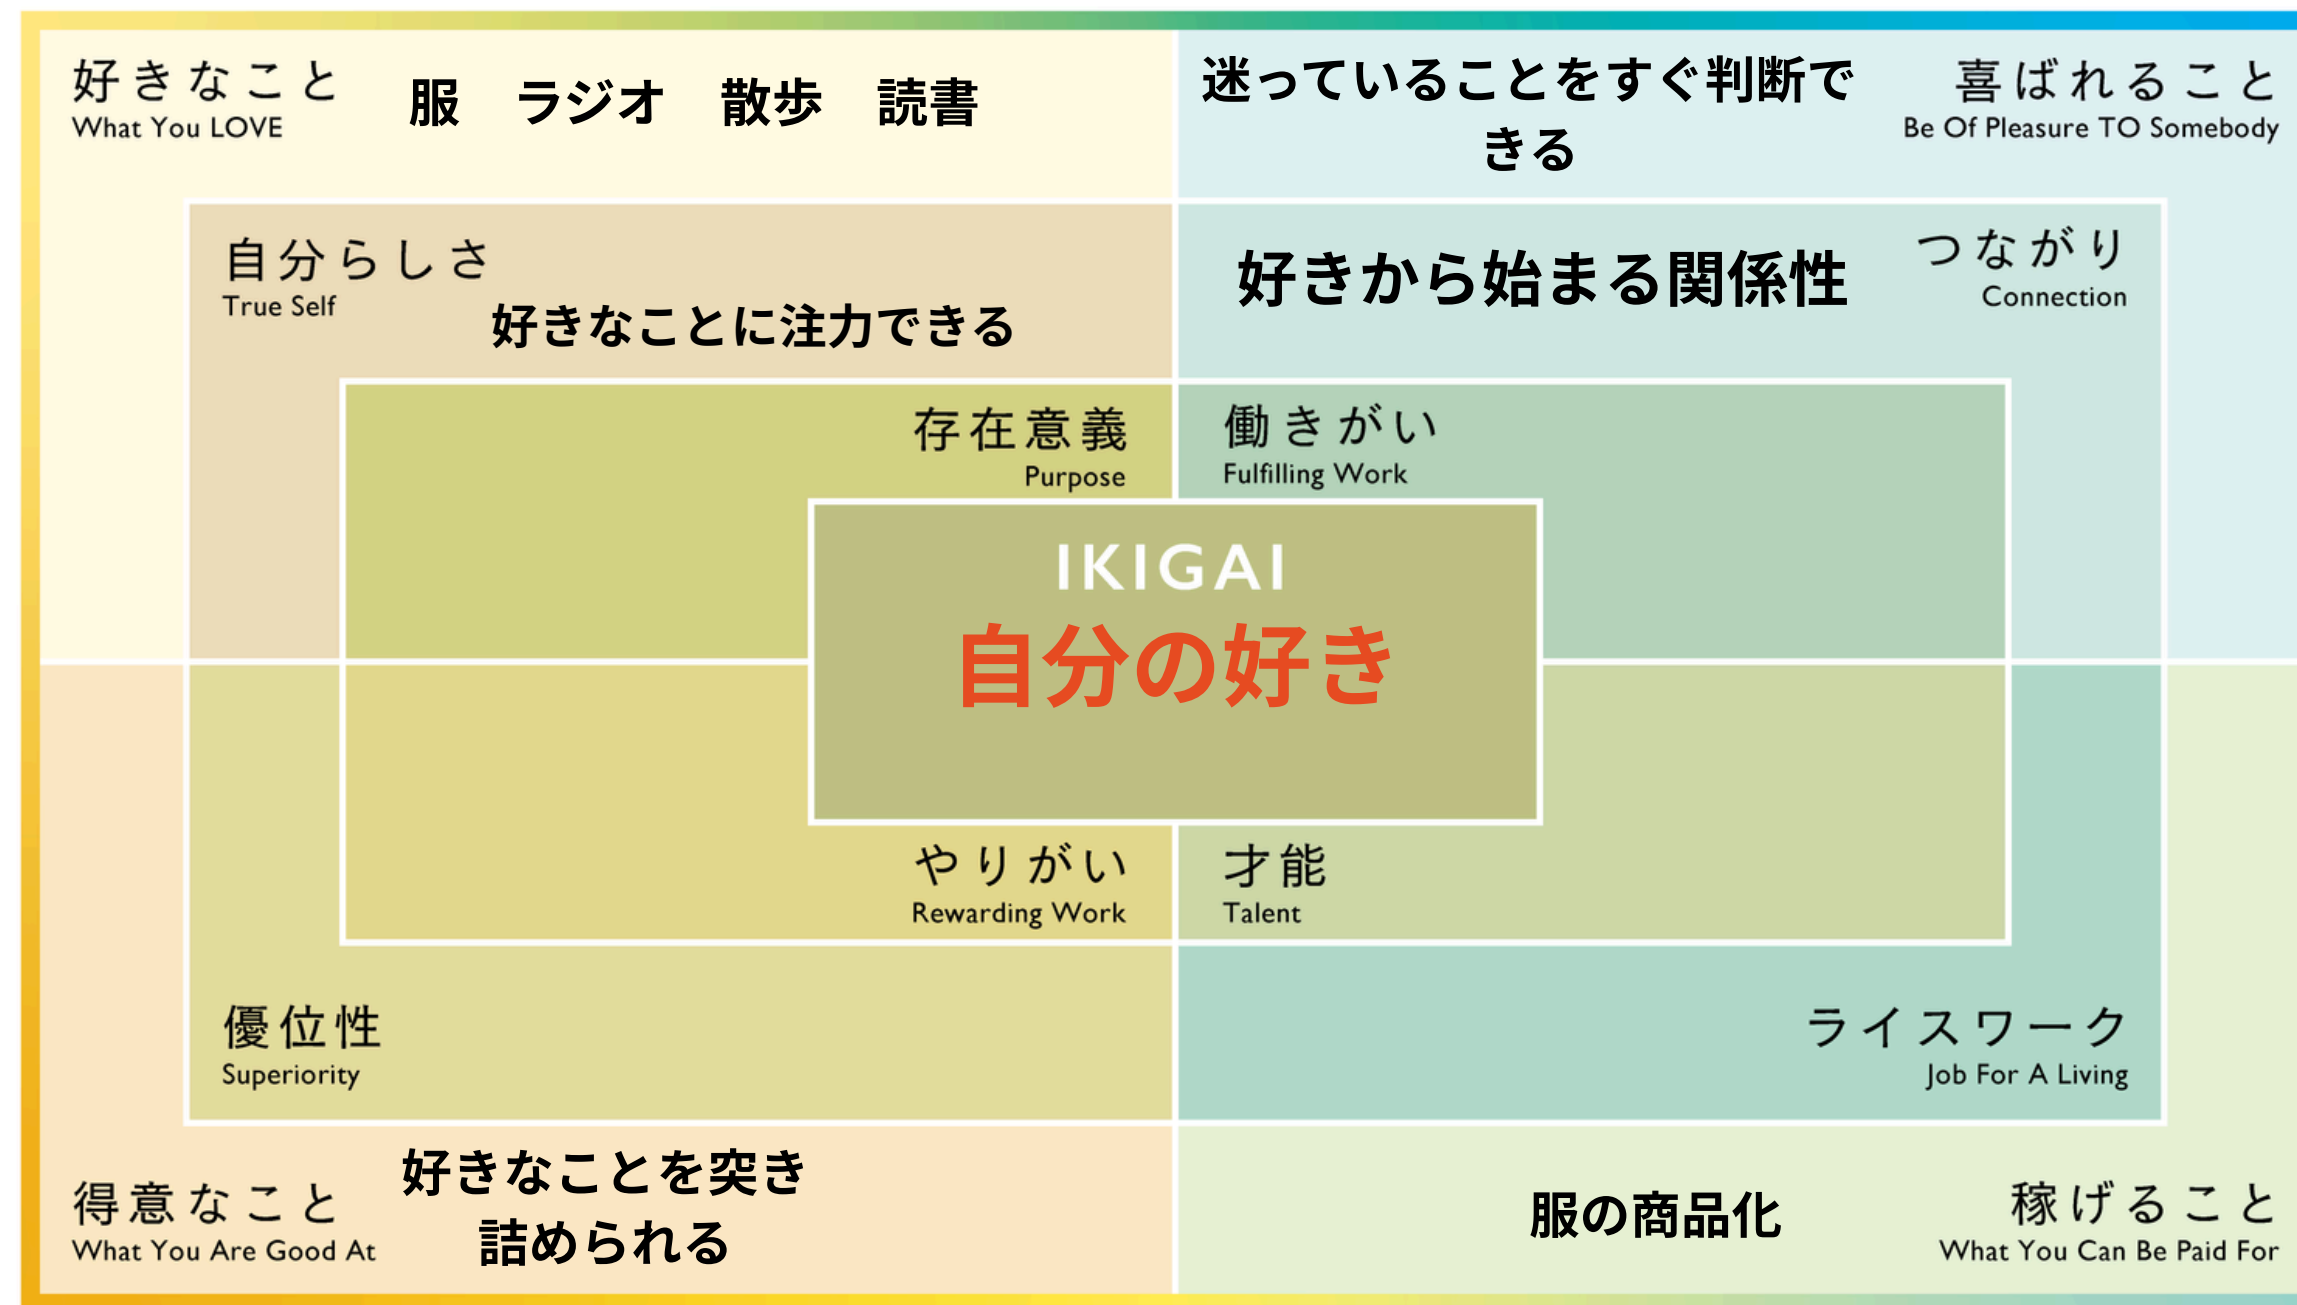 好きなこと
What You LOVE
服 ラジオ 散歩 読書
迷っていることをすぐ判断で
きる
喜ばれること
Be Of Pleasure TO Somebody
自分らしさ
True Self
好きなことに注力できる
好きから始まる関係性
つながり
Connection
存在意義
Purpose
働きがい
Fulfilling Work
IKIGAI
自分の好き
やりがい
Rewarding Work
才能
Talent
優位性
Superiority
ライスワーク
Job For A Living
得意なこと
What You Are Good At
好きなことを突き
詰められる
服の商品化
稼げること
What You Can Be Paid For